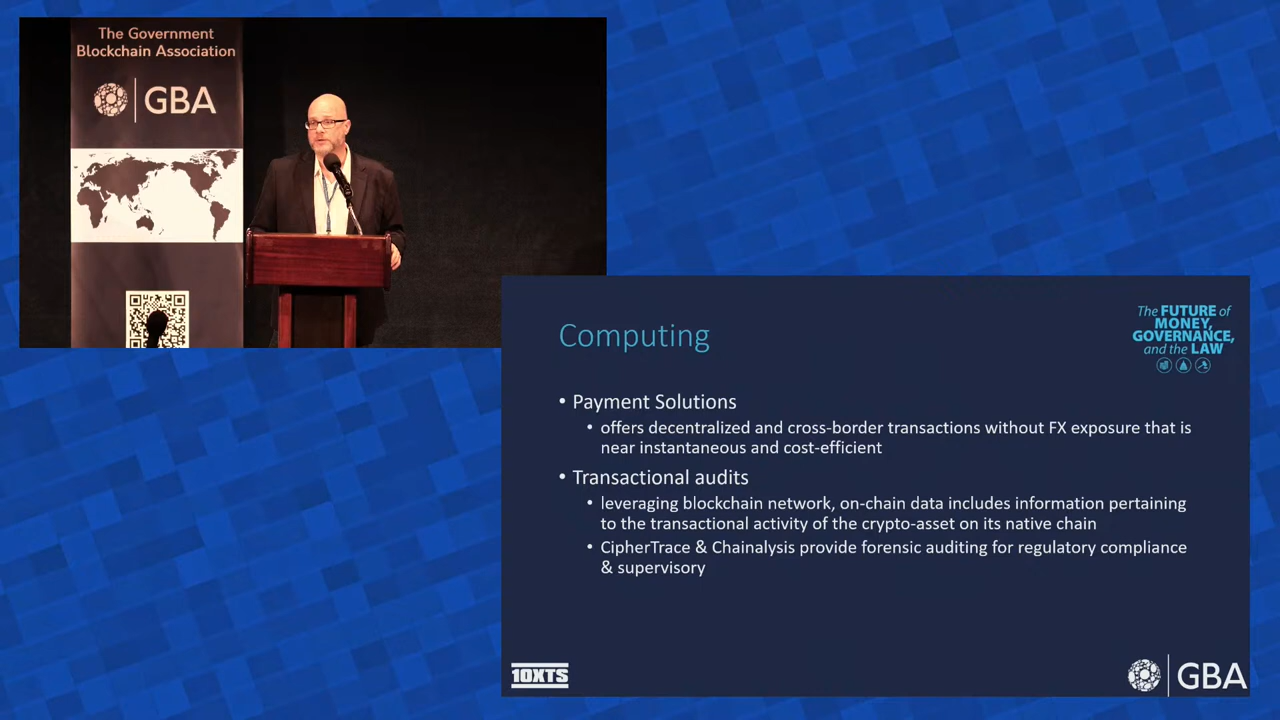 The Government
Blockchain Association
GBA
The FUTURE of
MONEY,
GOVERNANCE,
and the LAW
Computing
• Payment Solutions
• offers decentralized and cross-border transactions without FX exposure that is
near instantaneous and cost-efficient
• Transactional audits
• leveraging blockchain network, on-chain data includes information pertaining
to the transactional activity of the crypto-asset on its native chain
• CipherTrace & Chainalysis provide forensic auditing for regulatory compliance
& supervisory
10XTS
GBA